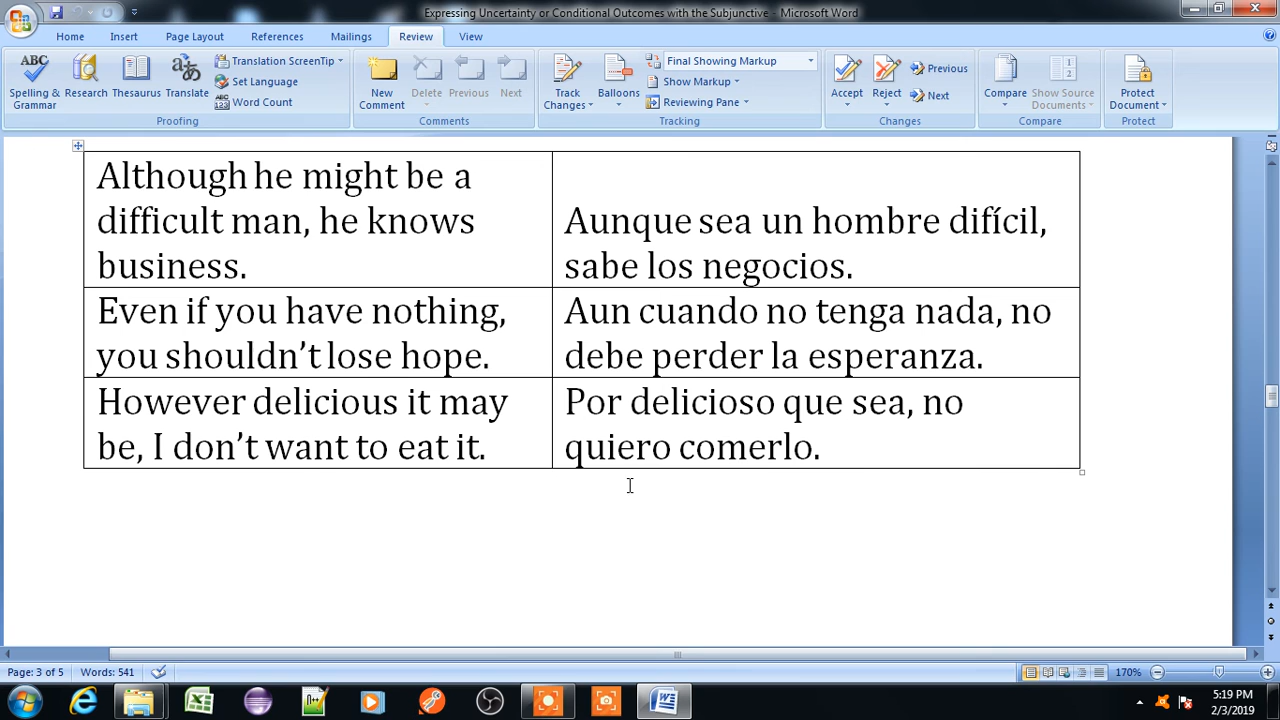 Expressing Uncertainty or Conditional Outcomes with the Subjunctive - Microsoft Word
Home Insert Page Layout References Mailings Review View
ABC
Spelling & Grammar
Research
Thesaurus
Translate
Translation ScreenTip
Set Language
ABC 123 Word Count
Proofing
New Comment
Delete
Previous
Next
Comments
Track Changes
Balloons
Final Showing Markup
Show Markup
Reviewing Pane
Tracking
Accept
Reject
Previous
Next
Changes
Compare
Show Source Documents
Compare
Protect Document
Protect
Although he might be a
difficult man, he knows
business.
Aunque sea un hombre difícil,
sabe los negocios.
Even if you have nothing,
you shouldn't lose hope.
Aun cuando no tenga nada, no
debe perder la esperanza.
However delicious it may
be, I don't want to eat it.
Por delicioso que sea, no
quiero comerlo.
Page: 3 of 5 Words: 541 170%
5:19 PM
2/3/2019